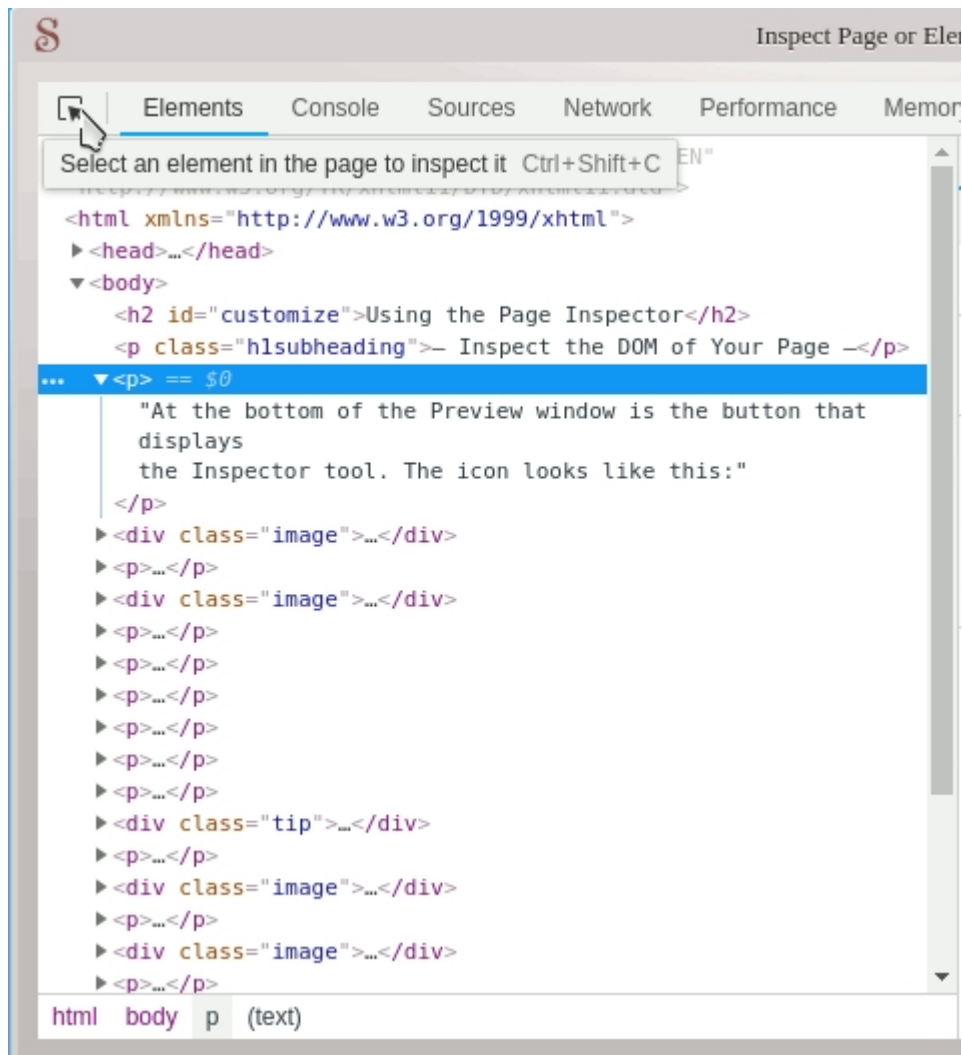 S
Inspect Page or Ele
Elements Console Sources Network Performance Memory
Select an element in the page to inspect it Ctrl+Shift+C
EN"
<html xmlns="http://www.w3.org/1999/xhtml">
▶<head>…</head>
▼<body>
<h2 id="customize">Using the Page Inspector</h2>
<p class="h1subheading">— Inspect the DOM of Your Page —</p>
… ▼<p> == $0
"At the bottom of the Preview window is the button that
displays
the Inspector tool. The icon looks like this:"
</p>
▶<div class="image">…</div>
▶<p>…</p>
▶<div class="image">…</div>
▶<p>…</p>
▶<p>…</p>
▶<p>…</p>
▶<p>…</p>
▶<p>…</p>
▶<p>…</p>
▶<div class="tip">…</div>
▶<p>…</p>
▶<div class="image">…</div>
▶<p>…</p>
▶<div class="image">…</div>
▶<p>…</p>
html body p (text)